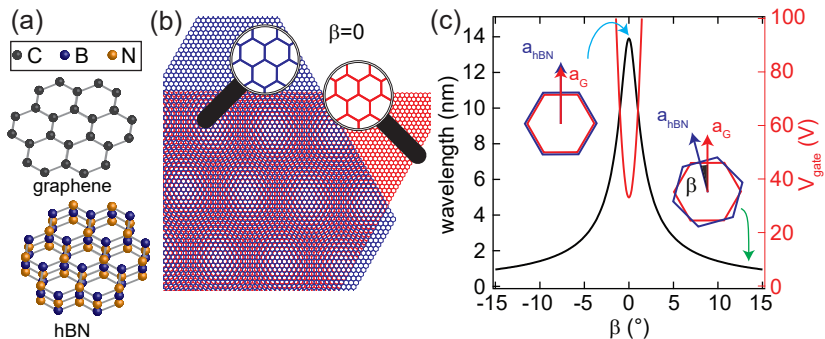 (a)
C B N
graphene
hBN
(b)
β=0
(c)
wavelength (nm)
14
12
10
8
6
4
2
0
-15 -10 -5 0 5 10 15
β (°)
100
80
60
40
20
0
V_gate (V)
a_hBN
a_G
a_hBN
a_G
β